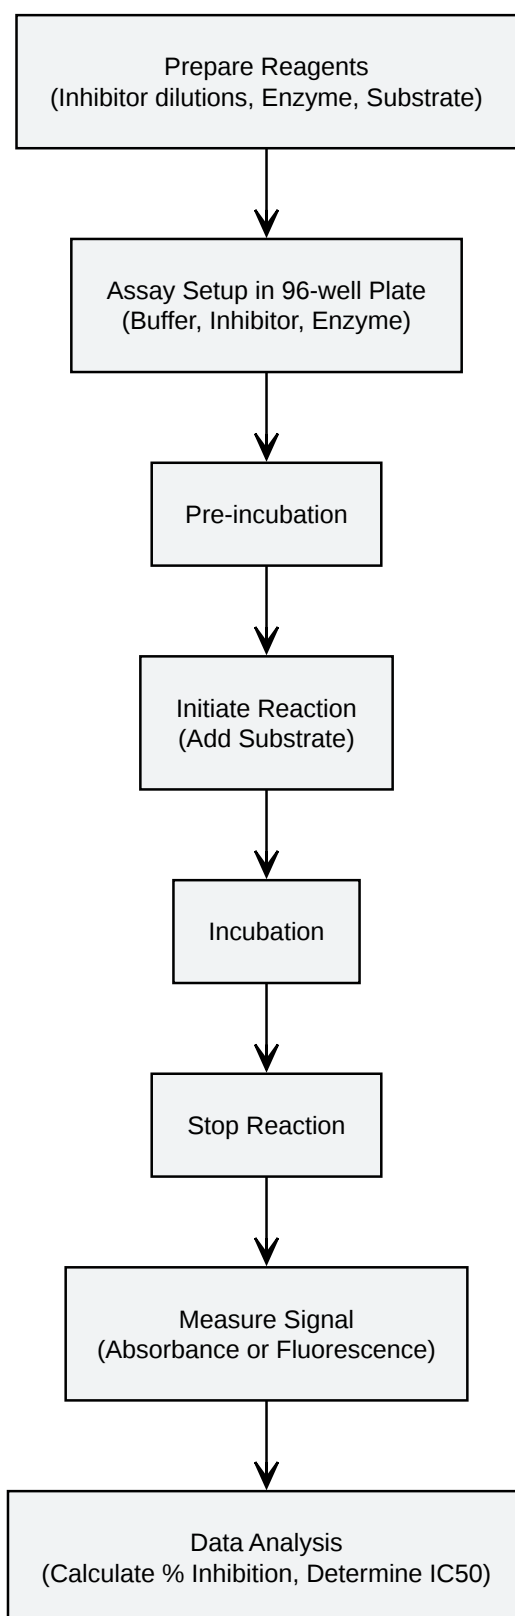 Prepare Reagents
(Inhibitor dilutions, Enzyme, Substrate)
Assay Setup in 96-well Plate
(Buffer, Inhibitor, Enzyme)
Pre-incubation
Initiate Reaction
(Add Substrate)
Incubation
Stop Reaction
Measure Signal
(Absorbance or Fluorescence)
Data Analysis
(Calculate % Inhibition, Determine IC50)